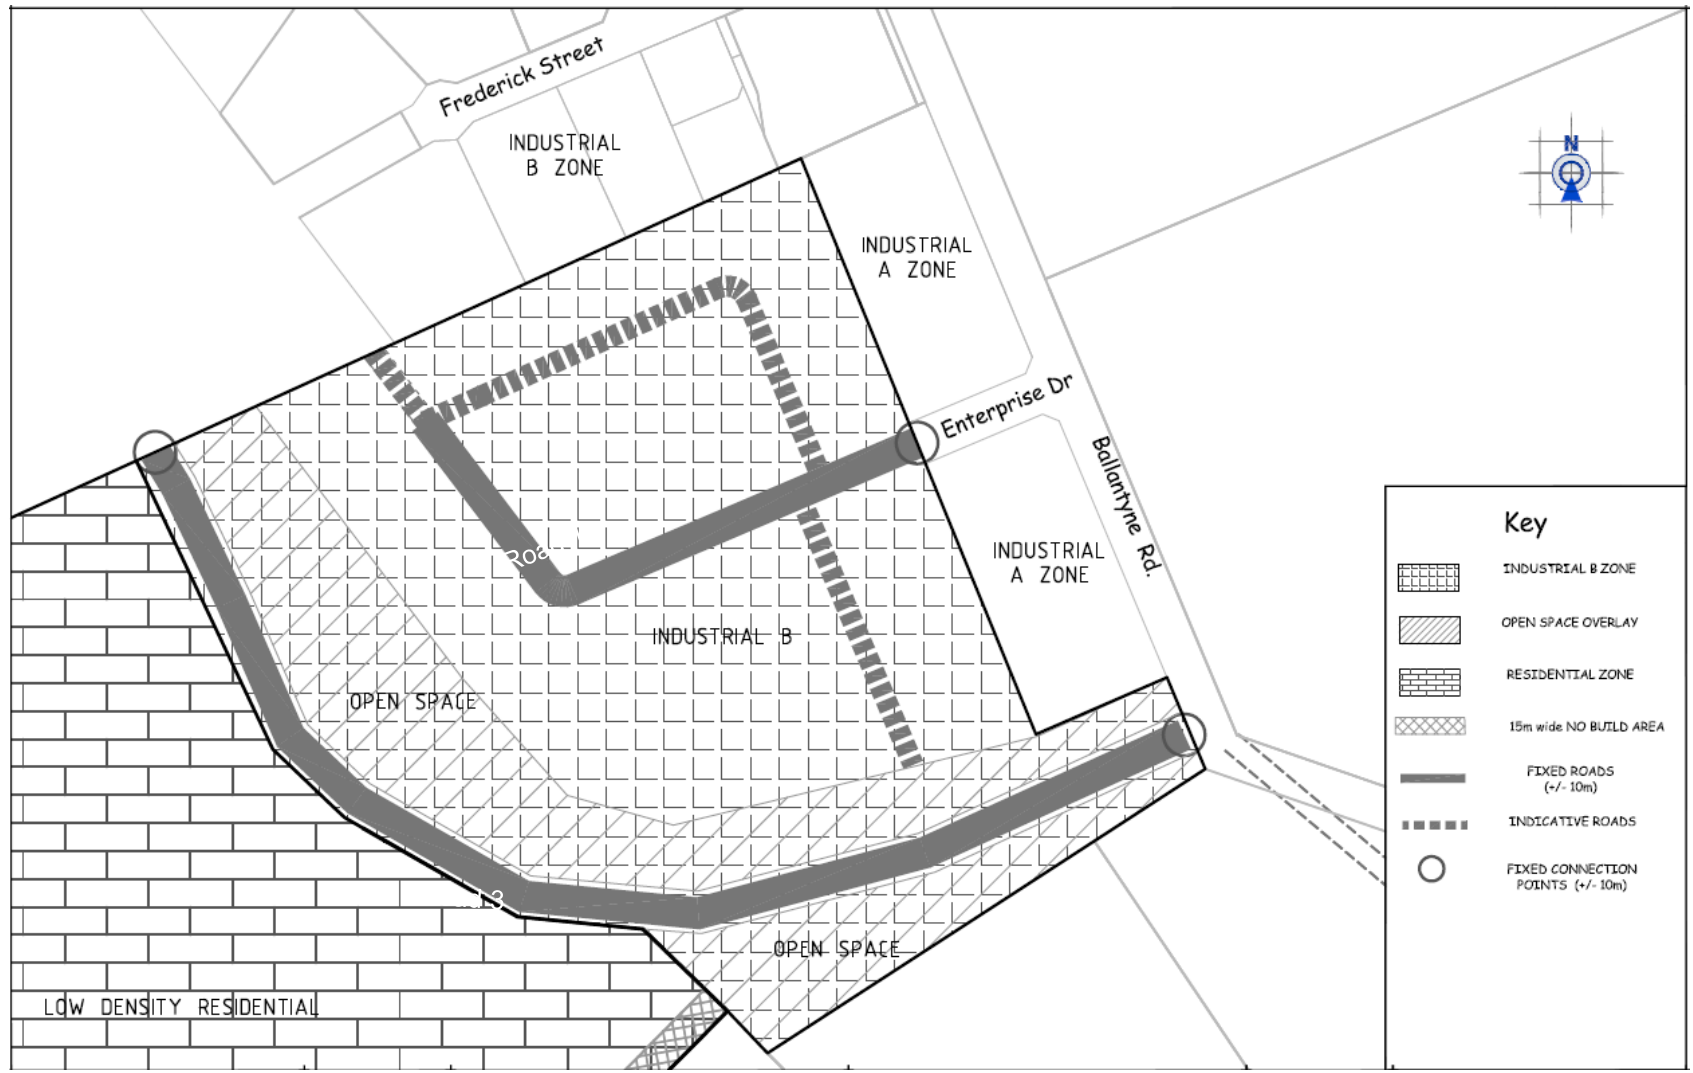 Frederick Street
INDUSTRIAL
B ZONE
N
INDUSTRIAL
A ZONE
Enterprise Dr
Ballantyne Rd.
INDUSTRIAL
A ZONE
INDUSTRIAL B
OPEN SPACE
OPEN SPACE
LOW DENSITY RESIDENTIAL
Key
INDUSTRIAL B ZONE
OPEN SPACE OVERLAY
RESIDENTIAL ZONE
15m wide NO BUILD AREA
FIXED ROADS
(+/- 10m)
INDICATIVE ROADS
FIXED CONNECTION
POINTS (+/- 10m)